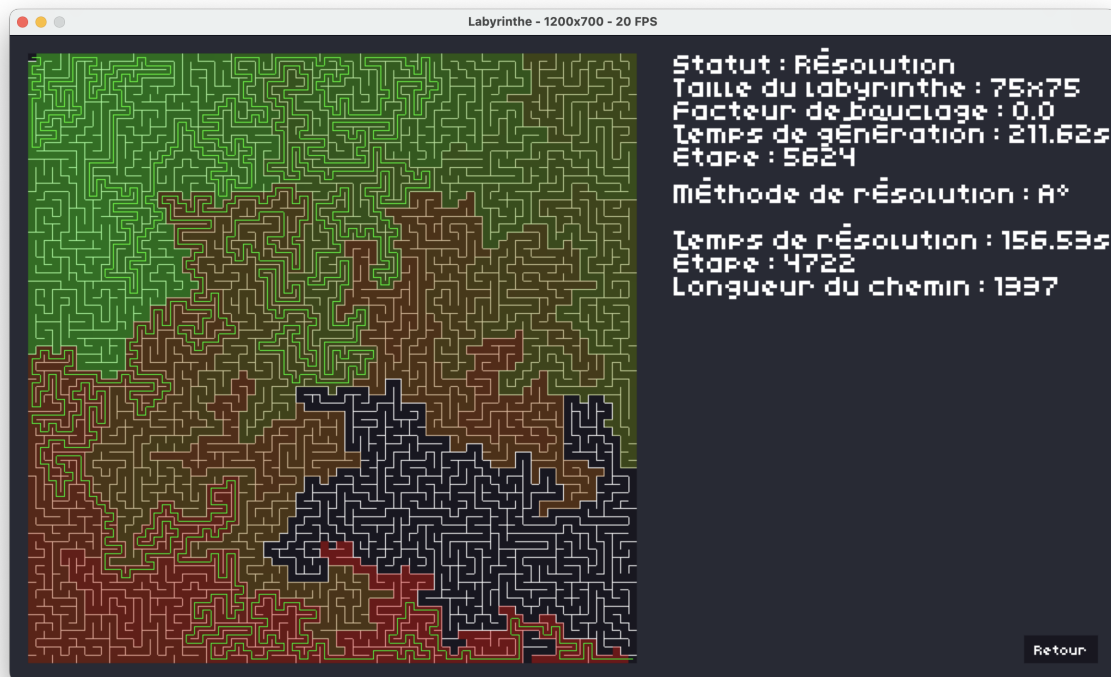 Labyrinthe - 1200x700 - 20 FPS
Statut : Résolution
Taille du labyrinthe : 75x75
Facteur de bouclage : 0.0
Temps de génération : 211.62s
Étape : 5624
Méthode de résolution : A*
Temps de résolution : 156.53s
Étape : 4722
Longueur du chemin : 1337
Retour